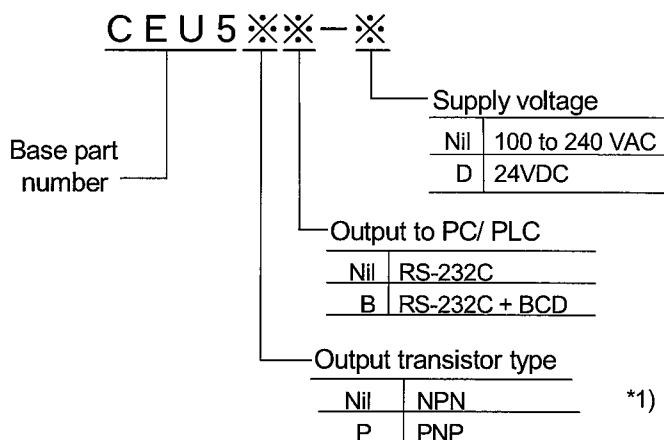 CEU5※※-※
Supply voltage
Nil 100 to 240 VAC
D 24VDC
Base part
number
Output to PC/ PLC
Nil RS-232C
B RS-232C + BCD
Output transistor type
Nil NPN *1)
P PNP